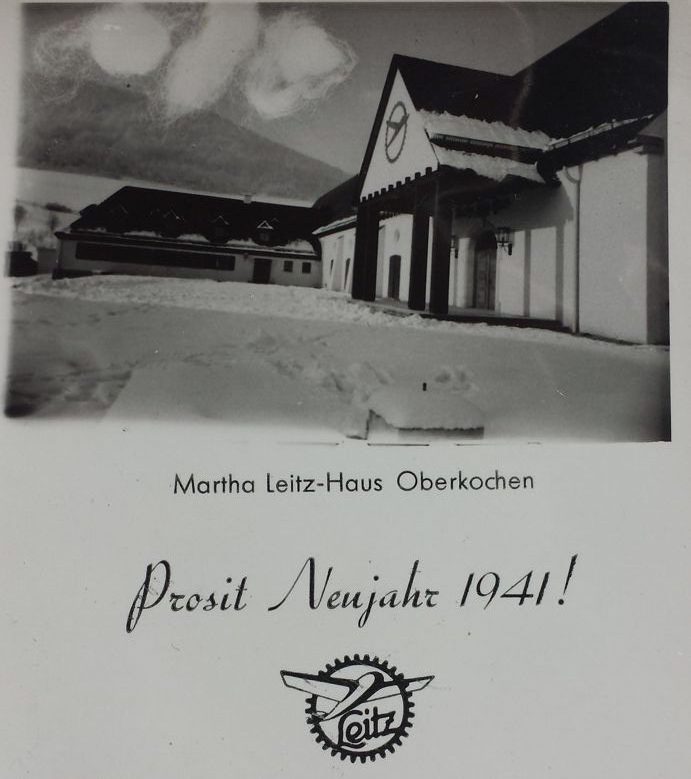 Martha Leitz-Haus Oberkochen
Prosit Neujahr 1941!
Leitz